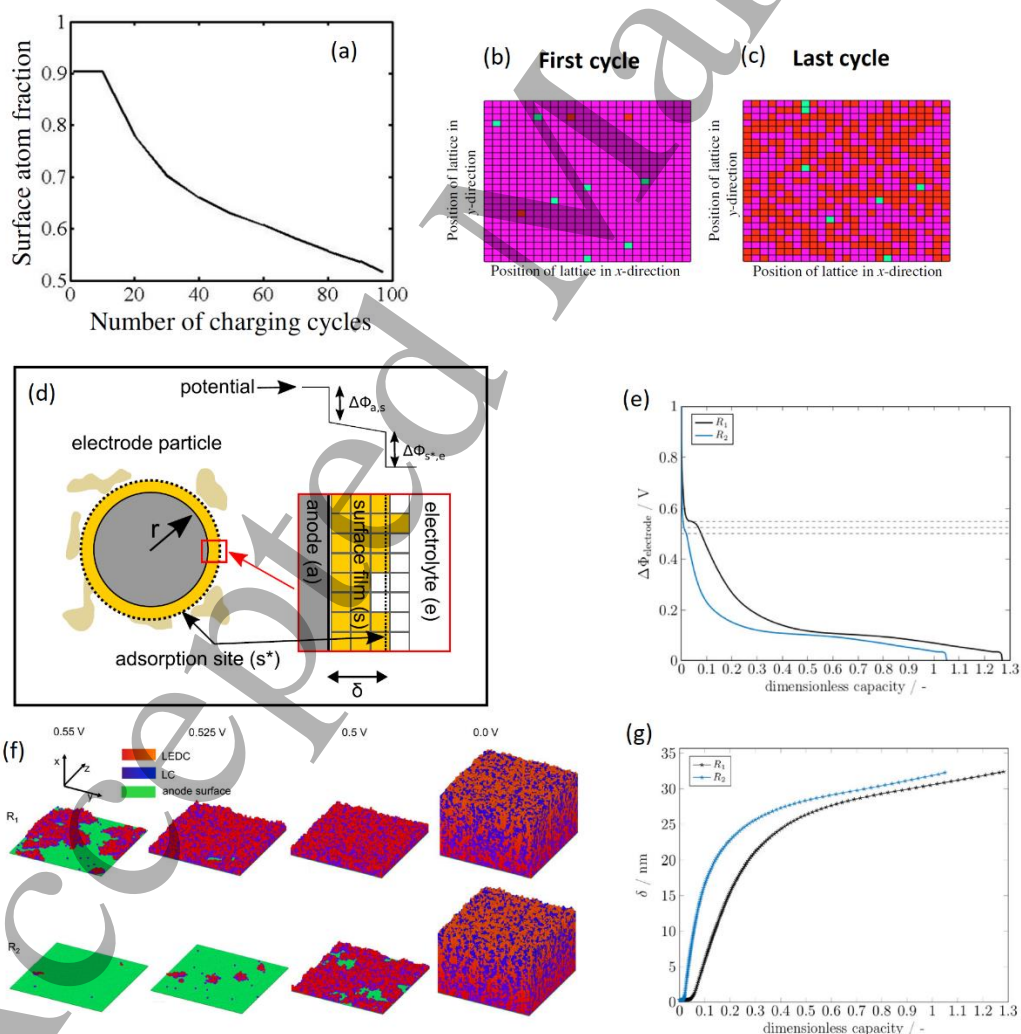 (a)
1
0.9
0.8
0.7
0.6
0.5
0 20 40 60 80 100
Surface atom fraction
Number of charging cycles
(b) First cycle
Position of lattice in
y-direction
Position of lattice in x-direction
(c) Last cycle
Position of lattice in
y-direction
Position of lattice in x-direction
(d)
potential
ΔΦa,s
ΔΦs*,e
electrode particle
r
anode (a)
surface film (s)
electrolyte (e)
adsorption site (s*)
δ
(e)
R1
R2
1
0.8
0.6
0.4
0.2
0
0 0.1 0.2 0.3 0.4 0.5 0.6 0.7 0.8 0.9 1 1.1 1.2 1.3
ΔΦelectrode / V
dimensionless capacity / -
(f)
0.55 V 0.525 V 0.5 V 0.0 V
x
z
y
LEDC
LC
anode surface
R1
R2
(g)
R1
R2
35
30
25
20
15
10
5
0
0 0.1 0.2 0.3 0.4 0.5 0.6 0.7 0.8 0.9 1 1.1 1.2 1.3
δ / nm
dimensionless capacity / -
Accepted Man